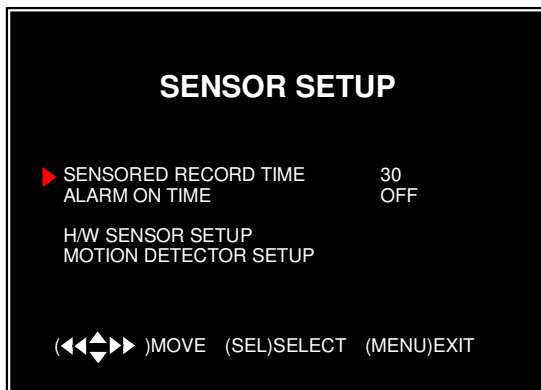 SENSOR SETUP
SENSORED RECORD TIME 30
ALARM ON TIME OFF
H/W SENSOR SETUP
MOTION DETECTOR SETUP
( )MOVE (SEL)SELECT (MENU)EXIT